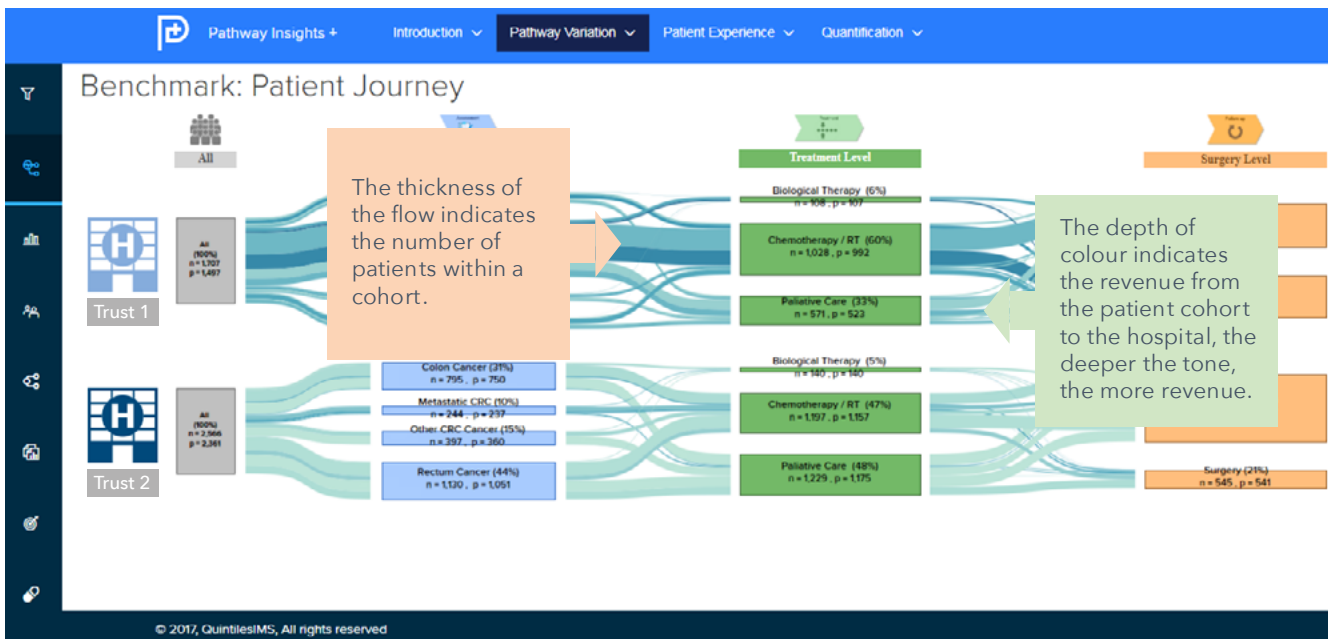 Pathway Insights +
Introduction
Pathway Variation
Patient Experience
Quantification
Benchmark: Patient Journey
All
Treatment Level
Surgery Level
Trust 1
All
(100%)
n = 1,707
p = 1,497
The thickness of
the flow indicates
the number of
patients within a
cohort.
Biological Therapy (6%)
n = 108 , p = 107
Chemotherapy / RT (60%)
n = 1,028 , p = 992
Paliative Care (33%)
n = 571 , p = 523
The depth of
colour indicates
the revenue from
the patient cohort
to the hospital, the
deeper the tone,
the more revenue.
Trust 2
All
(100%)
n = 2,566
p = 2,361
Colon Cancer (31%)
n = 795 , p = 750
Metastatic CRC (10%)
n = 244 , p = 237
Other CRC Cancer (15%)
n = 397 , p = 360
Rectum Cancer (44%)
n = 1,130 , p = 1,051
Biological Therapy (5%)
n = 140 , p = 140
Chemotherapy / RT (47%)
n = 1,197 , p = 1,157
Paliative Care (48%)
n = 1,229 , p = 1,175
Surgery (21%)
n = 545 , p = 541
© 2017, QuintilesIMS, All rights reserved